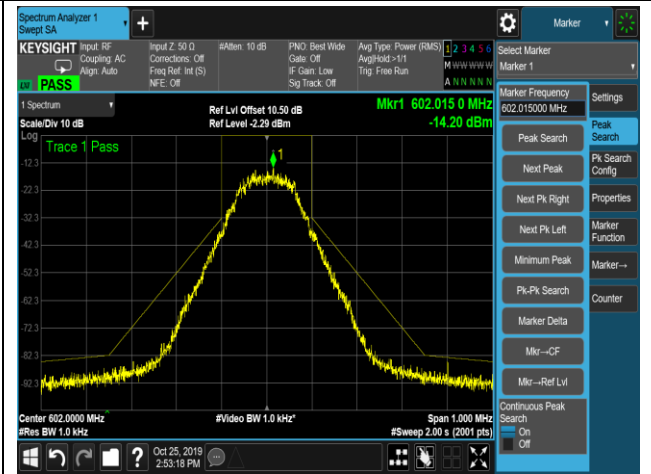 Spectrum Analyzer 1
Swept SA
Marker
KEYSIGHT
Input: RF
Coupling: AC
Align: Auto
Input Z: 50 Ω
Corrections: Off
Freq Ref: Int (S)
NFE: Off
#Atten: 10 dB
PNO: Best Wide
Gate: Off
IF Gain: Low
Sig Track: Off
Avg Type: Power (RMS)
Avg|Hold:>1/1
Trig: Free Run
1 2 3 4 5 6
M W W W W W
A N N N N N
PASS
Select Marker
Marker 1
Marker Frequency
602.015000 MHz
Settings
Peak Search
Next Peak
Next Pk Right
Next Pk Left
Minimum Peak
Pk-Pk Search
Marker Delta
Mkr→CF
Mkr→Ref Lvl
Continuous Peak
Search
On
Off
Peak
Search
Pk Search
Config
Properties
Marker
Function
Marker→
Counter
1 Spectrum
Scale/Div 10 dB
Ref Lvl Offset 10.50 dB
Ref Level -2.29 dBm
Mkr1 602.015 0 MHz
-14.20 dBm
Log
Trace 1 Pass
1
-12.3
-22.3
-32.3
-42.3
-52.3
-62.3
-72.3
-82.3
-92.3
Center 602.0000 MHz
#Res BW 1.0 kHz
#Video BW 1.0 kHz*
Span 1.000 MHz
#Sweep 2.00 s (2001 pts)
?
Oct 25, 2019
2:53:18 PM